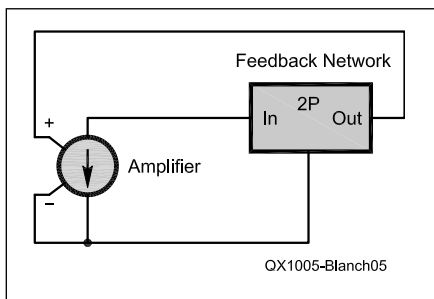 Feedback Network
2P
In Out
+
Amplifier
−
QX1005-Blanch05